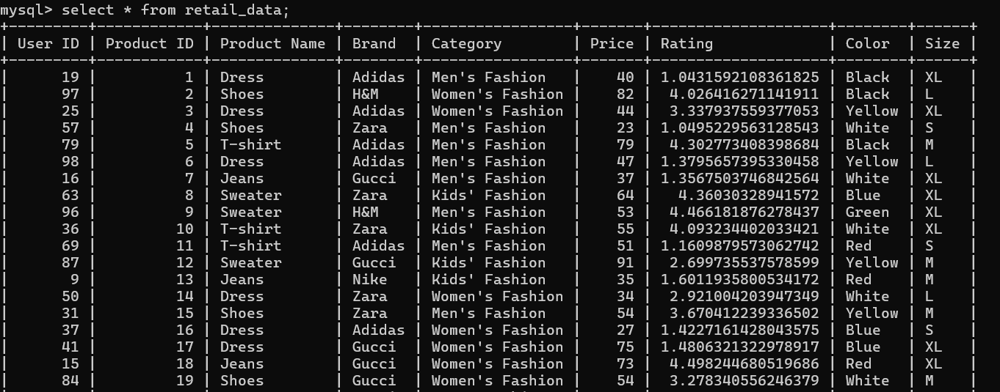 mysql> select * from retail_data;
+---------+------------+--------------+--------+-----------------+-------+--------------------+--------+------+
| User ID | Product ID | Product Name | Brand  | Category        | Price | Rating             | Color  | Size |
+---------+------------+--------------+--------+-----------------+-------+--------------------+--------+------+
|      19 |          1 | Dress        | Adidas | Men's Fashion   |    40 | 1.0431592108361825 | Black  | XL   |
|      97 |          2 | Shoes        | H&M    | Women's Fashion |    82 |  4.026416271141911 | Black  | L    |
|      25 |          3 | Dress        | Adidas | Women's Fashion |    44 |  3.337937559377053 | Yellow | XL   |
|      57 |          4 | Shoes        | Zara   | Men's Fashion   |    23 | 1.0495229563128543 | White  | S    |
|      79 |          5 | T-shirt      | Adidas | Men's Fashion   |    79 |  4.302773408398684 | Black  | M    |
|      98 |          6 | Dress        | Adidas | Men's Fashion   |    47 | 1.3795657395330458 | Yellow | L    |
|      16 |          7 | Jeans        | Gucci  | Men's Fashion   |    37 | 1.3567503746842564 | White  | XL   |
|      63 |          8 | Sweater      | Zara   | Kids' Fashion   |    64 |   4.36030328941572 | Blue   | XL   |
|      96 |          9 | Sweater      | H&M    | Men's Fashion   |    53 |  4.466181876278437 | Green  | XL   |
|      36 |         10 | T-shirt      | Zara   | Kids' Fashion   |    55 |  4.093234402033421 | White  | XL   |
|      69 |         11 | T-shirt      | Adidas | Men's Fashion   |    51 | 1.1609879573062742 | Red    | S    |
|      87 |         12 | Sweater      | Gucci  | Kids' Fashion   |    91 |  2.699735537578599 | Yellow | M    |
|       9 |         13 | Jeans        | Nike   | Kids' Fashion   |    35 | 1.6011935800534172 | Red    | M    |
|      50 |         14 | Dress        | Zara   | Women's Fashion |    34 |  2.921004203947349 | White  | L    |
|      31 |         15 | Shoes        | Zara   | Men's Fashion   |    54 |  3.670412239336502 | Yellow | M    |
|      37 |         16 | Dress        | Adidas | Women's Fashion |    27 | 1.4227161428043575 | Blue   | S    |
|      41 |         17 | Dress        | Gucci  | Women's Fashion |    75 | 1.4806321322978917 | Blue   | XL   |
|      15 |         18 | Jeans        | Gucci  | Women's Fashion |    73 |  4.498244680519686 | Red    | XL   |
|      84 |         19 | Shoes        | Gucci  | Women's Fashion |    54 |  3.278340556246379 | White  | M    |